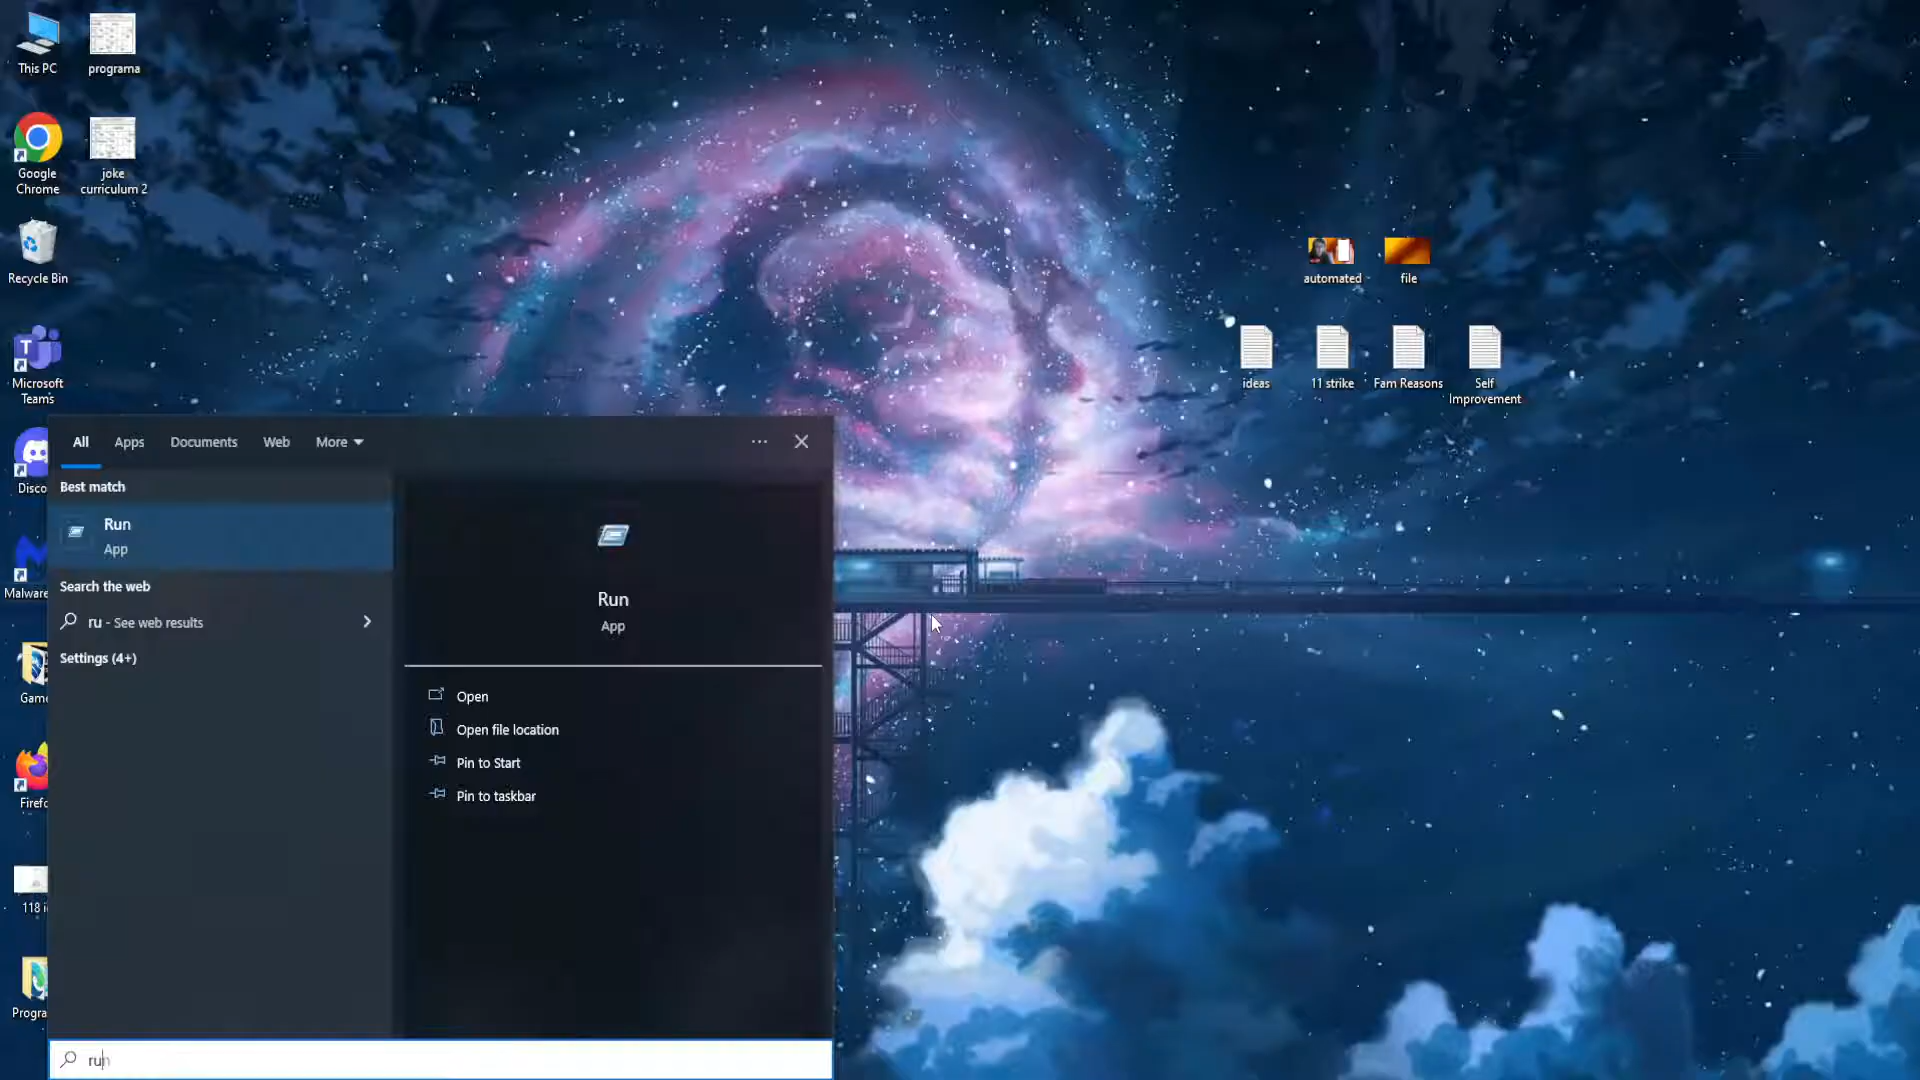 This PC
programa
Google
Chrome
joke
curriculum 2
Recycle Bin
Microsoft
Teams
Disco
Malware
Game
Firefo
118 i
Progra
automated
file
ideas
11 strike
Fam Reasons
Self
Improvement
All
Apps
Documents
Web
More
Best match
Run
App
Search the web
ru - See web results
Settings (4+)
Run
App
Open
Open file location
Pin to Start
Pin to taskbar
run